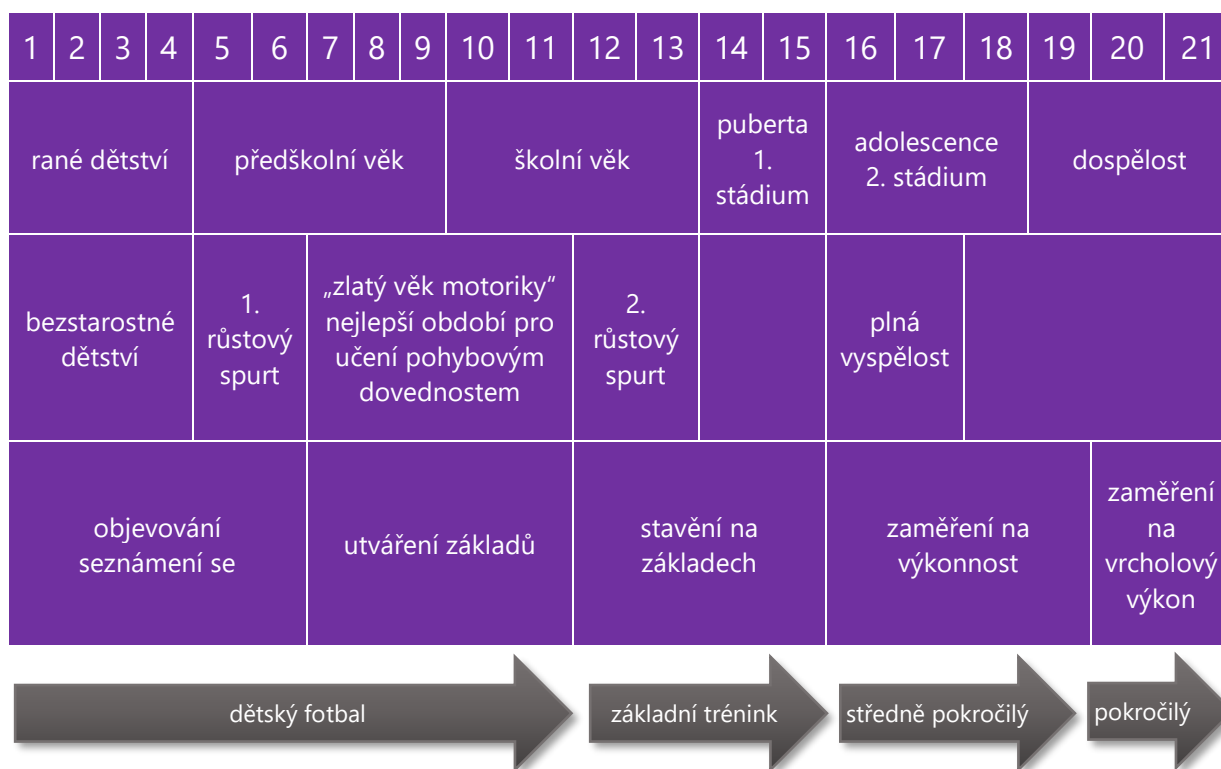 1 2 3 4 5 6 7 8 9 10 11 12 13 14 15 16 17 18 19 20 21
rané dětství
předškolní věk
školní věk
puberta
1.
stádium
adolescence
2. stádium
dospělost
bezstarostné
dětství
1.
růstový
spurt
„zlatý věk motoriky“
nejlepší období pro
učení pohybovým
dovednostem
2.
růstový
spurt
plná
vyspělost
objevování
seznámení se
utváření základů
stavění na
základech
zaměření na
výkonnost
zaměření
na
vrcholový
výkon
dětský fotbal
základní trénink
středně pokročilý
pokročilý